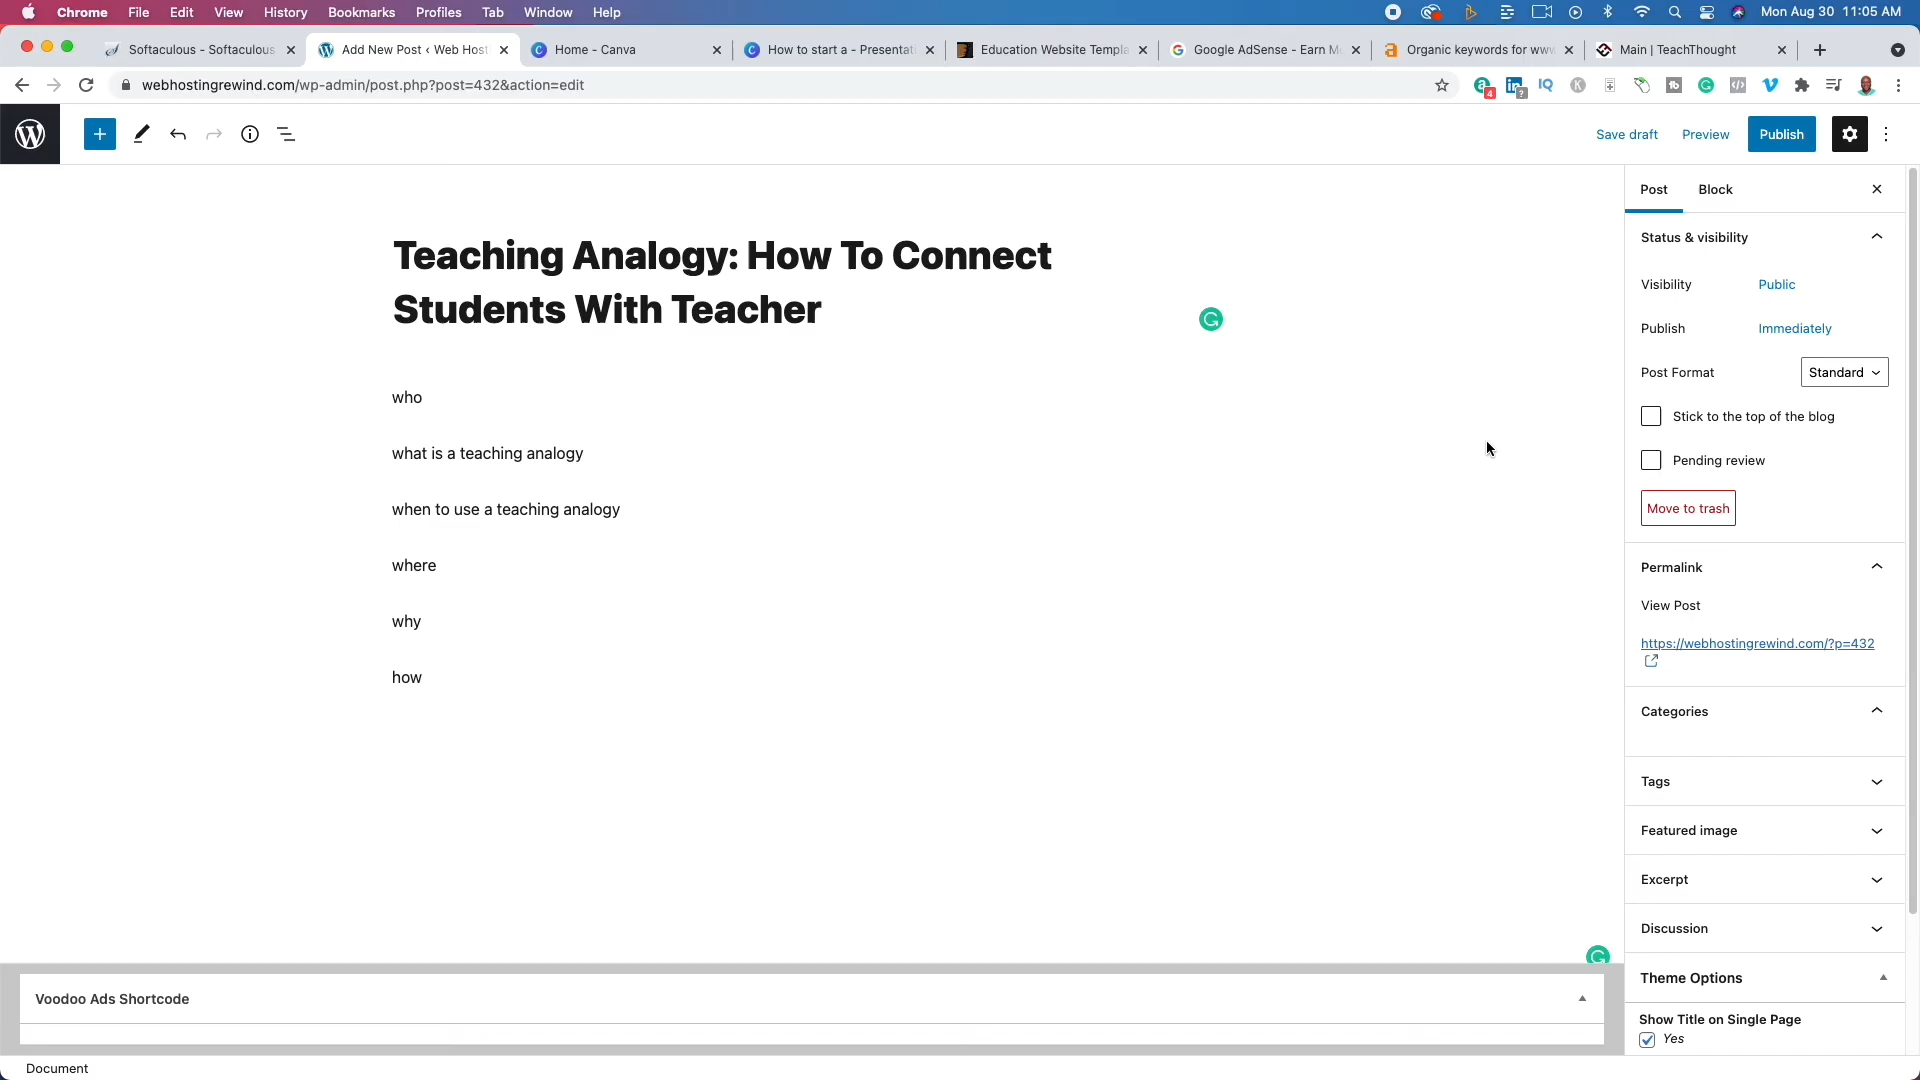 Chrome File Edit View History Bookmarks Profiles Tab Window Help Mon Aug 30 11:05 AM
Softaculous - Softaculous Add New Post ‹ Web Host Home - Canva How to start a - Presentati Education Website Templa Google AdSense - Earn M Organic keywords for www Main | TeachThought
webhostingrewind.com/wp-admin/post.php?post=432&action=edit
Save draft Preview Publish
Teaching Analogy: How To Connect
Students With Teacher
who
what is a teaching analogy
when to use a teaching analogy
where
why
how
Post Block
Status & visibility
Visibility Public
Publish Immediately
Post Format Standard
Stick to the top of the blog
Pending review
Move to trash
Permalink
View Post
https://webhostingrewind.com/?p=432
Categories
Tags
Featured image
Excerpt
Discussion
Theme Options
Show Title on Single Page
Yes
Voodoo Ads Shortcode
Document